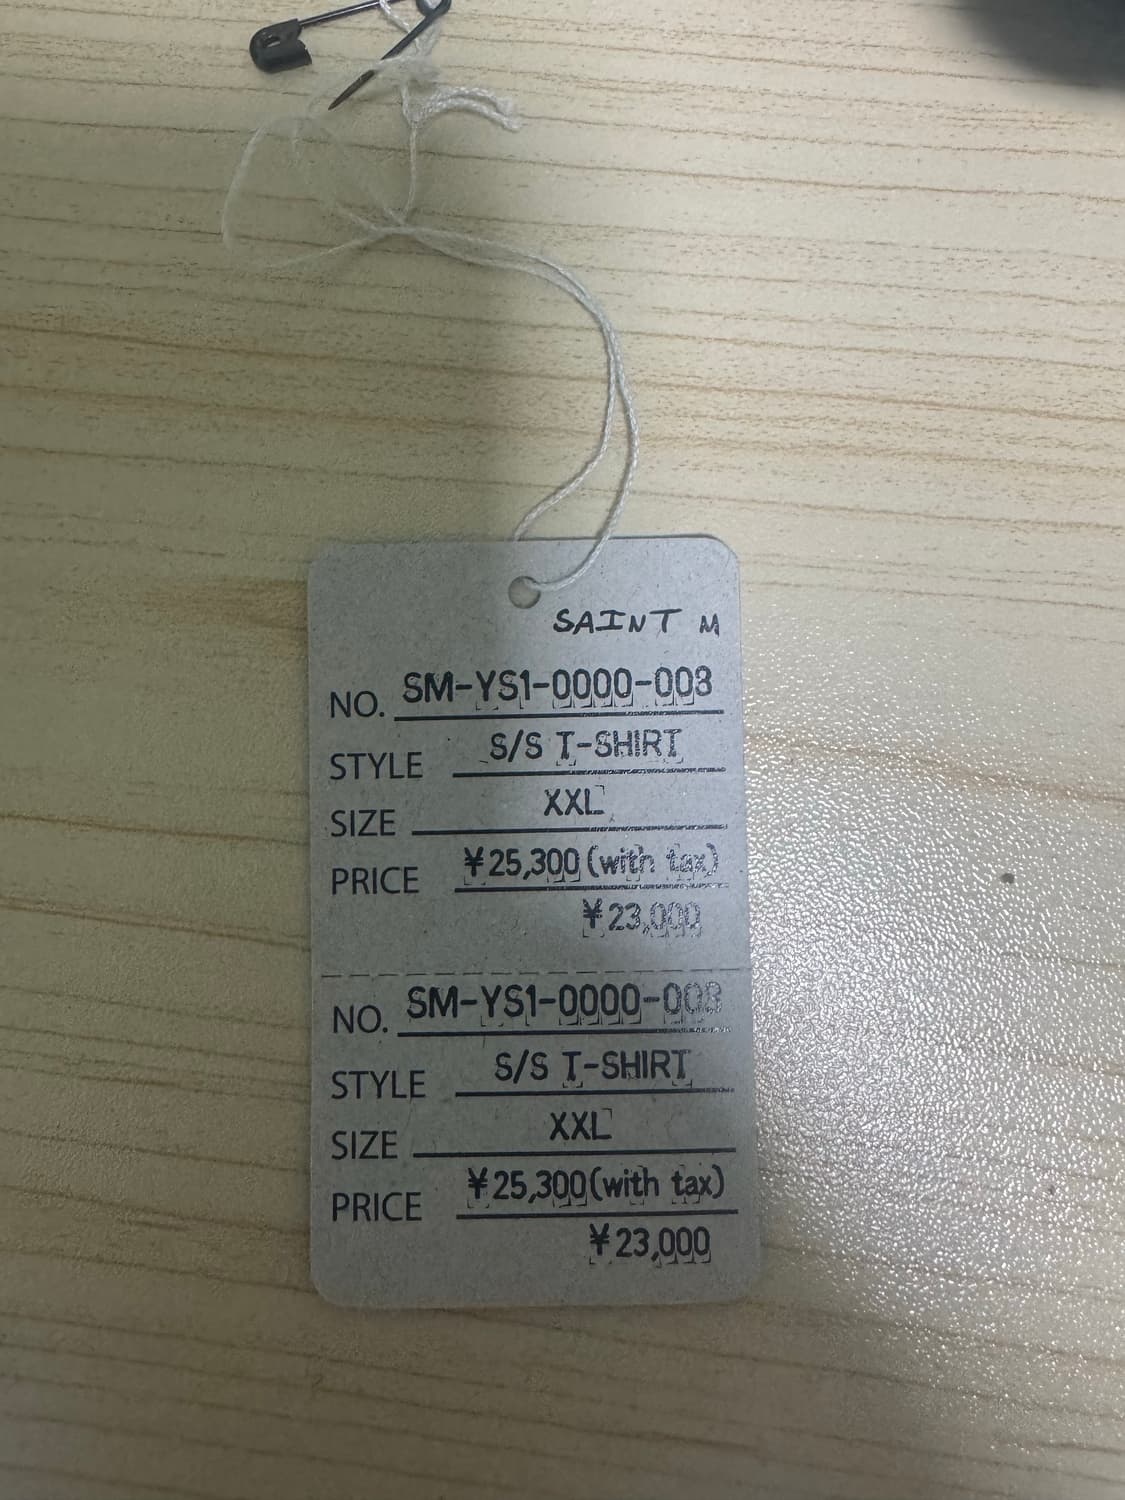 SAINT M
NO. SM-YS1-0000-003
STYLE S/S T-SHIRT
SIZE XXL
PRICE ¥25,300(with tax)
¥23,000
NO. SM-YS1-0000-003
STYLE S/S T-SHIRT
SIZE XXL
PRICE ¥25,300(with tax)
¥23,000